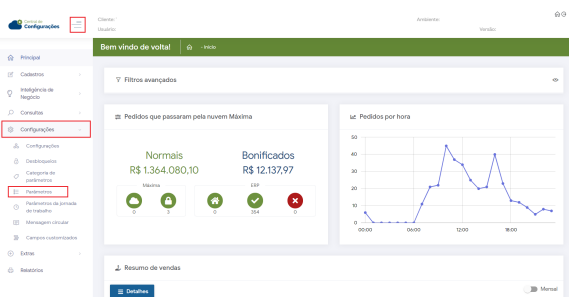 Central de
Configurações
Cliente:
Ambiente:
Usuário:
Versão:
Bem vindo de volta!
- Início
Principal
Cadastros
Inteligência de
Negócio
Consultas
Configurações
Configurações
Desbloqueios
Categoria de
parâmetros
Parâmetros
Parâmetros da jornada
de trabalho
Mensagem circular
Campos customizados
Extras
Relatórios
Filtros avançados
Pedidos que passaram pela nuvem Máxima
Normais
Bonificados
R$ 1.364.080,10
R$ 12.137,97
Máxima
ERP
0
3
0
364
0
Pedidos por hora
50
40
30
20
10
0
00:00
06:00
12:00
18:00
Resumo de vendas
Detalhes
Mensal